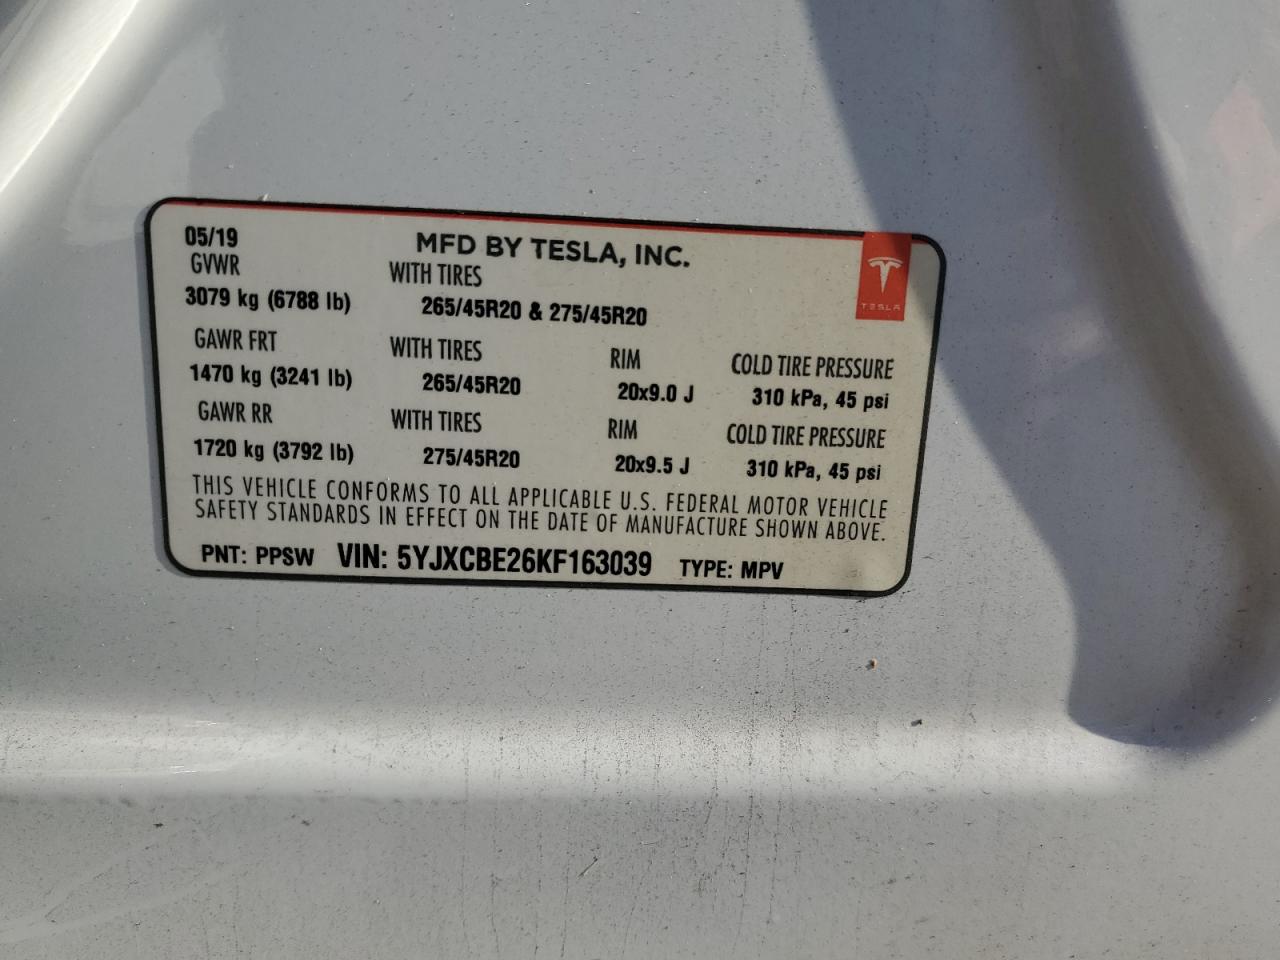 05/19 MFD BY TESLA, INC.
GVWR WITH TIRES
3079 kg (6788 lb) 265/45R20 & 275/45R20
TESLA
GAWR FRT WITH TIRES RIM COLD TIRE PRESSURE
1470 kg (3241 lb) 265/45R20 20x9.0 J 310 kPa, 45 psi
GAWR RR WITH TIRES RIM COLD TIRE PRESSURE
1720 kg (3792 lb) 275/45R20 20x9.5 J 310 kPa, 45 psi
THIS VEHICLE CONFORMS TO ALL APPLICABLE U.S. FEDERAL MOTOR VEHICLE
SAFETY STANDARDS IN EFFECT ON THE DATE OF MANUFACTURE SHOWN ABOVE.
PNT: PPSW VIN: 5YJXCBE26KF163039 TYPE: MPV